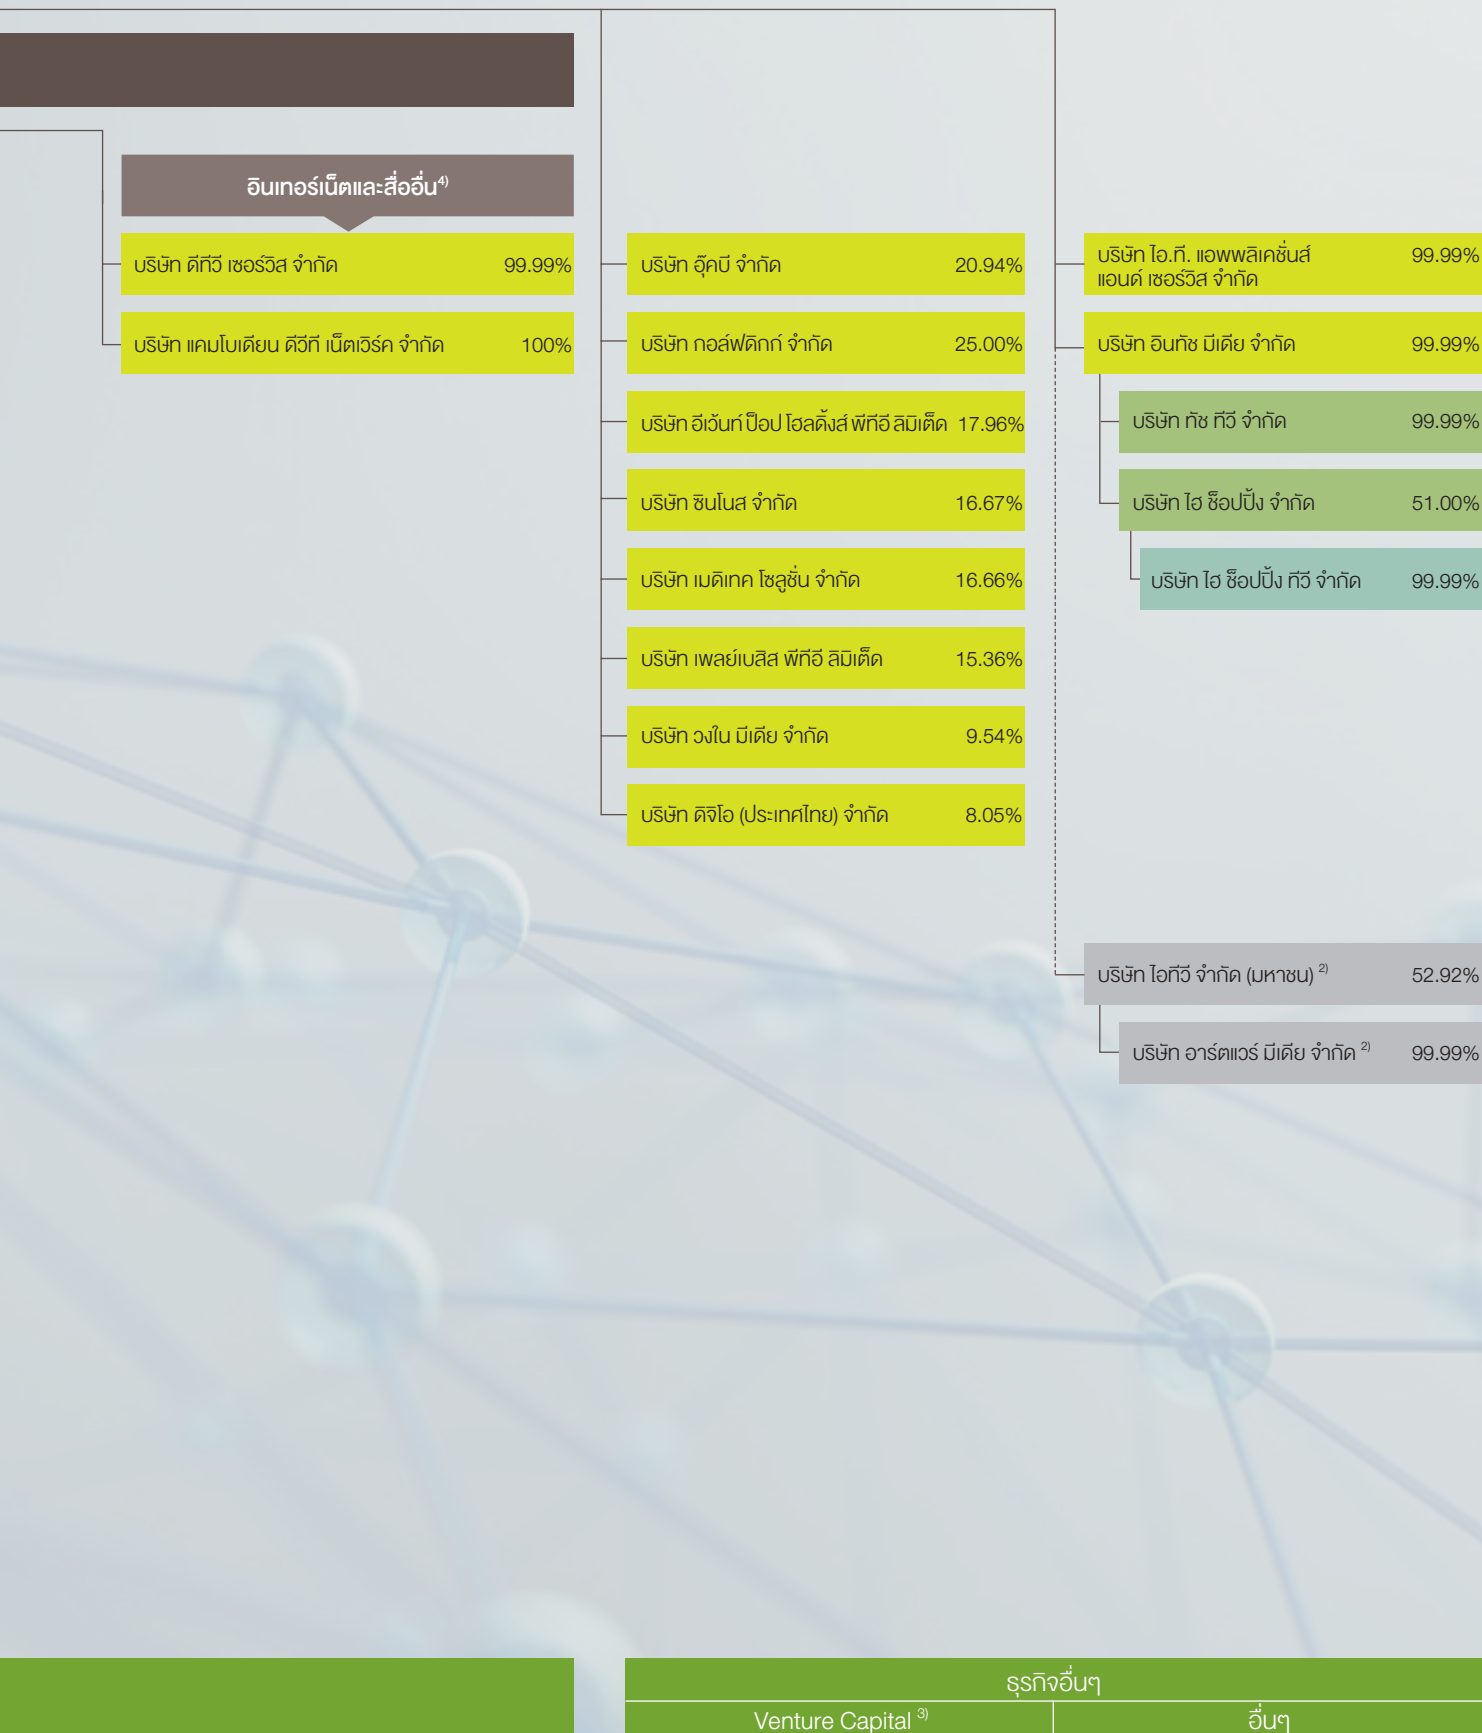 อินเทอร์เน็ตและสื่ออื่น4)
บริษัท ดีทีวี เซอร์วิส จำกัด 99.99%
บริษัท แคมโบเดียน ดีวีที เน็ตเวิร์ค จำกัด 100%
บริษัท อุ๊คบี จำกัด 20.94%
บริษัท กอล์ฟดิกก์ จำกัด 25.00%
บริษัท อีเว้นท์ ป็อป โฮลดิ้งส์ พีทีอี ลิมิเต็ด 17.96%
บริษัท ซินโนส จำกัด 16.67%
บริษัท เมดิเทค โซลูชั่น จำกัด 16.66%
บริษัท เพลย์เบสิส พีทีอี ลิมิเต็ด 15.36%
บริษัท วงใน มีเดีย จำกัด 9.54%
บริษัท ดิจิโอ (ประเทศไทย) จำกัด 8.05%
บริษัท ไอ.ที. แอพพลิเคชั่นส์ 99.99%
แอนด์ เซอร์วิส จำกัด
บริษัท อินทัช มีเดีย จำกัด 99.99%
บริษัท ทัช ทีวี จำกัด 99.99%
บริษัท ไฮ ช็อปปิ้ง จำกัด 51.00%
บริษัท ไฮ ช็อปปิ้ง ทีวี จำกัด 99.99%
บริษัท ไอทีวี จำกัด (มหาชน) 2) 52.92%
บริษัท อาร์ตแวร์ มีเดีย จำกัด 2) 99.99%
ธุรกิจอื่นๆ
Venture Capital 3)
อื่นๆ